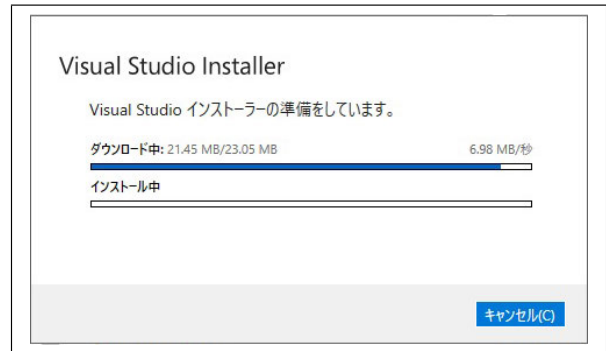 Visual Studio Installer
Visual Studio インストーラーの準備をしています。
ダウンロード中: 21.45 MB/23.05 MB 6.98 MB/秒
インストール中
キャンセル(C)